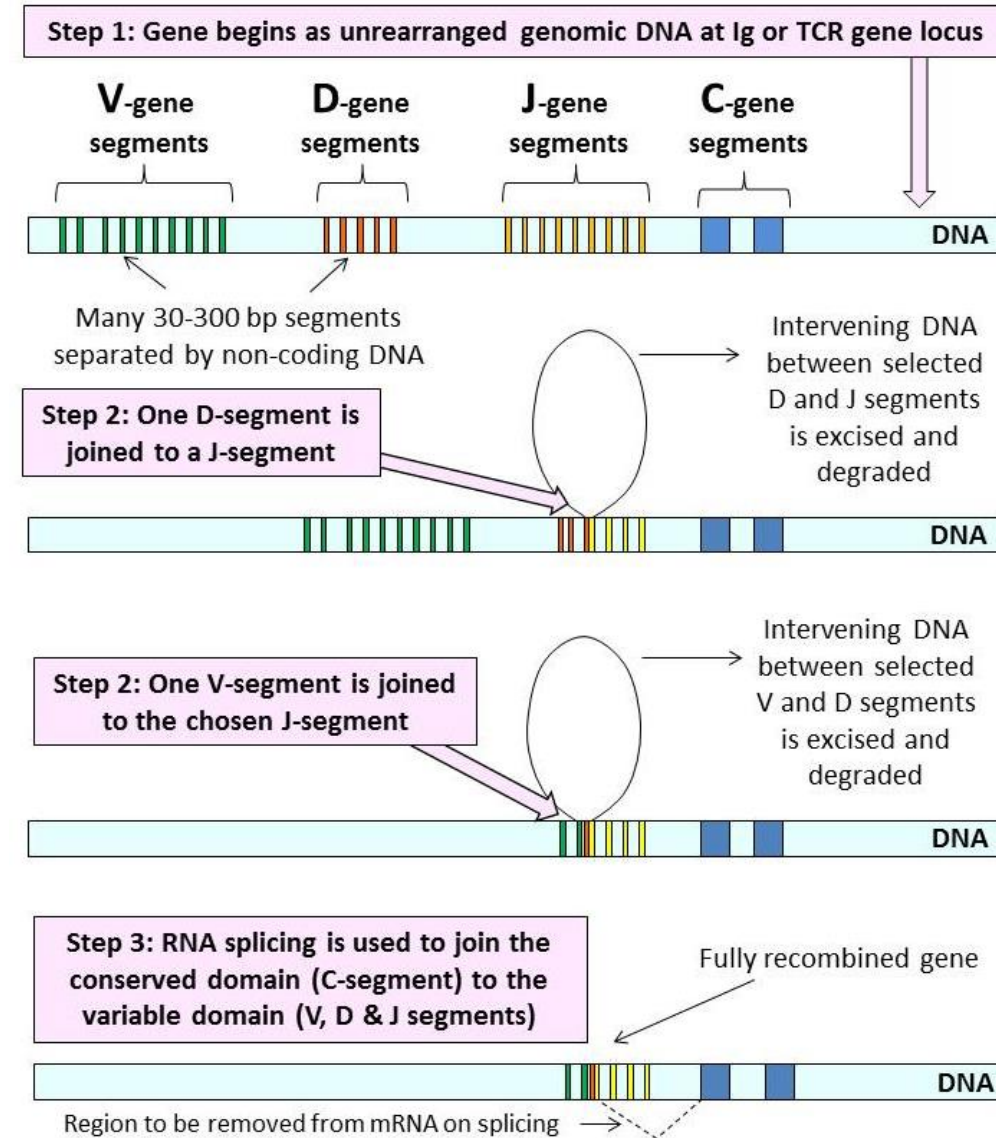 Step 1: Gene begins as unrearranged genomic DNA at Ig or TCR gene locus
V-gene
segments
D-gene
segments
J-gene
segments
C-gene
segments
DNA
Many 30-300 bp segments
separated by non-coding DNA
Intervening DNA
between selected
D and J segments
is excised and
degraded
Step 2: One D-segment is
joined to a J-segment
DNA
Intervening DNA
between selected
V and D segments
is excised and
degraded
Step 2: One V-segment is joined
to the chosen J-segment
DNA
Step 3: RNA splicing is used to join the
conserved domain (C-segment) to the
variable domain (V, D & J segments)
Fully recombined gene
DNA
Region to be removed from mRNA on splicing